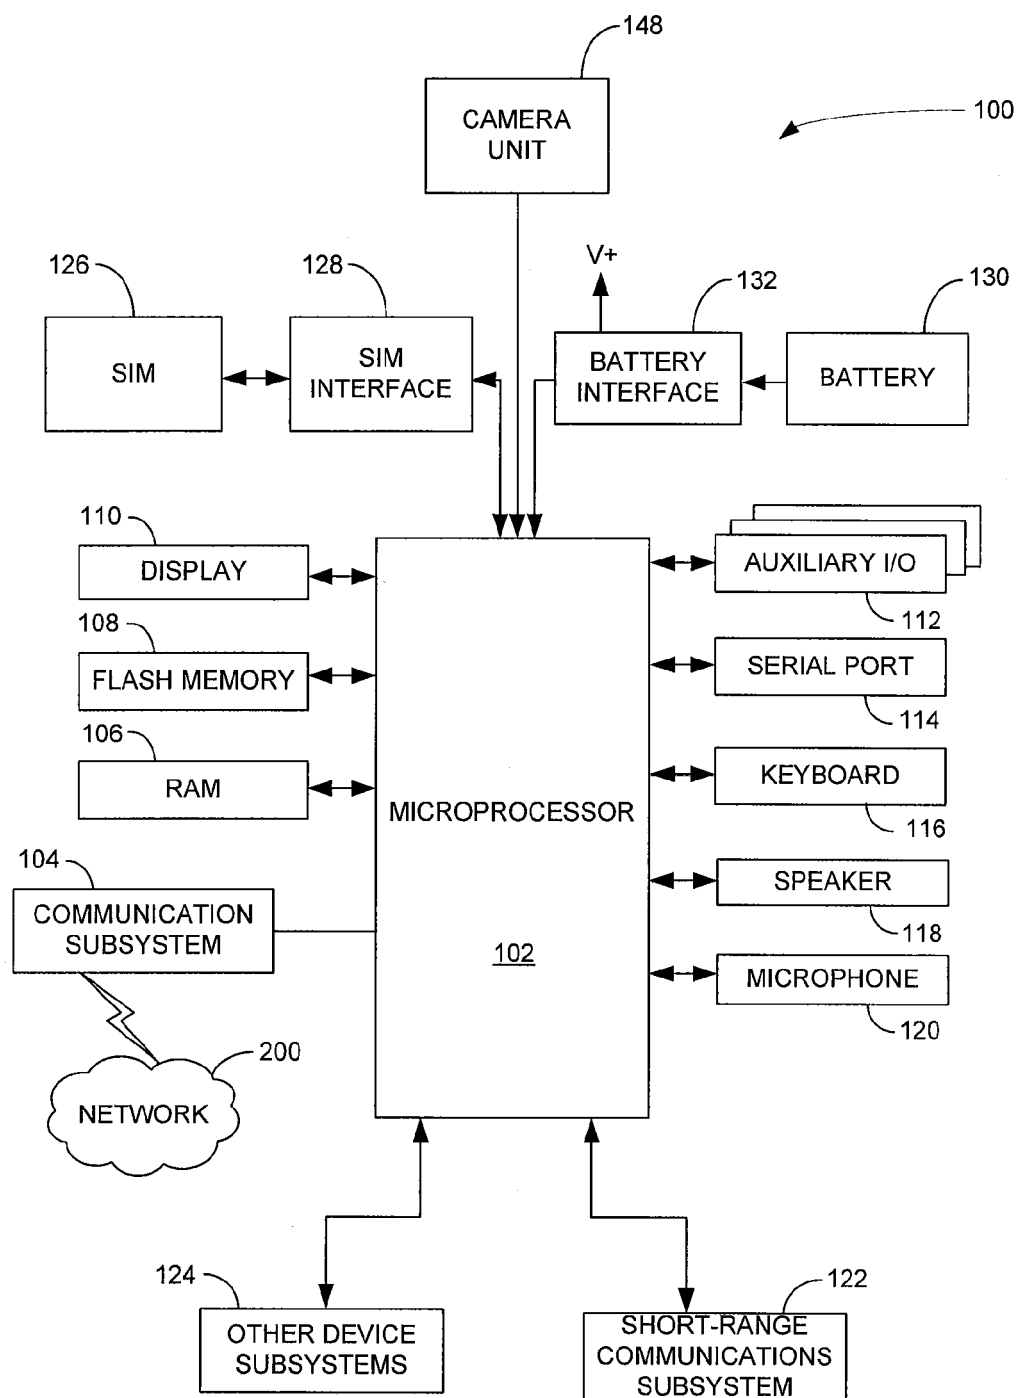 148
CAMERA
UNIT
100
126
128
V+
132
130
SIM
SIM
INTERFACE
BATTERY
INTERFACE
BATTERY
110
DISPLAY
AUXILIARY I/O
112
108
FLASH MEMORY
SERIAL PORT
114
106
RAM
KEYBOARD
116
MICROPROCESSOR
102
104
COMMUNICATION
SUBSYSTEM
SPEAKER
118
MICROPHONE
120
200
NETWORK
124
OTHER DEVICE
SUBSYSTEMS
122
SHORT-RANGE
COMMUNICATIONS
SUBSYSTEM